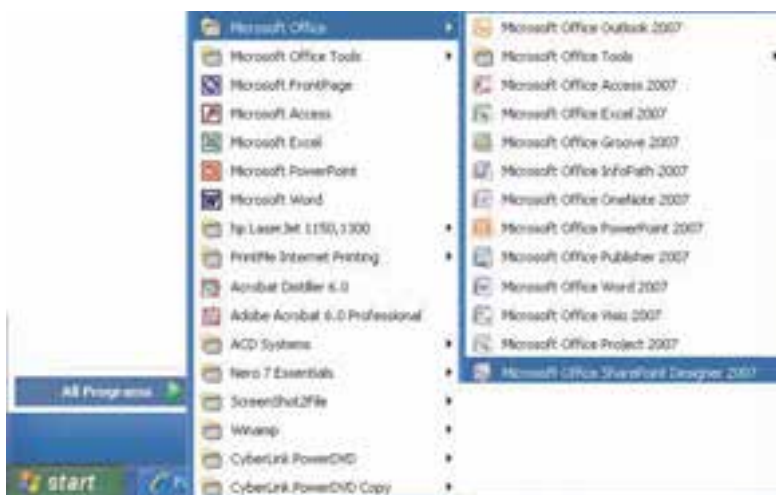 Microsoft Office
Microsoft Office Tools
Microsoft FrontPage
Microsoft Access
Microsoft Excel
Microsoft PowerPoint
Microsoft Word
hp LaserJet 1150,1300
PrintMe Internet Printing
Acrobat Distiller 6.0
Adobe Acrobat 6.0 Professional
ACD Systems
Nero 7 Essentials
ScreenShot2File
Winamp
CyberLink PowerDVD
CyberLink PowerDVD Copy
Microsoft Office Outlook 2007
Microsoft Office Tools
Microsoft Office Access 2007
Microsoft Office Excel 2007
Microsoft Office Groove 2007
Microsoft Office InfoPath 2007
Microsoft Office OneNote 2007
Microsoft Office PowerPoint 2007
Microsoft Office Publisher 2007
Microsoft Office Word 2007
Microsoft Office Visio 2007
Microsoft Office Project 2007
Microsoft Office SharePoint Designer 2007
All Programs
start